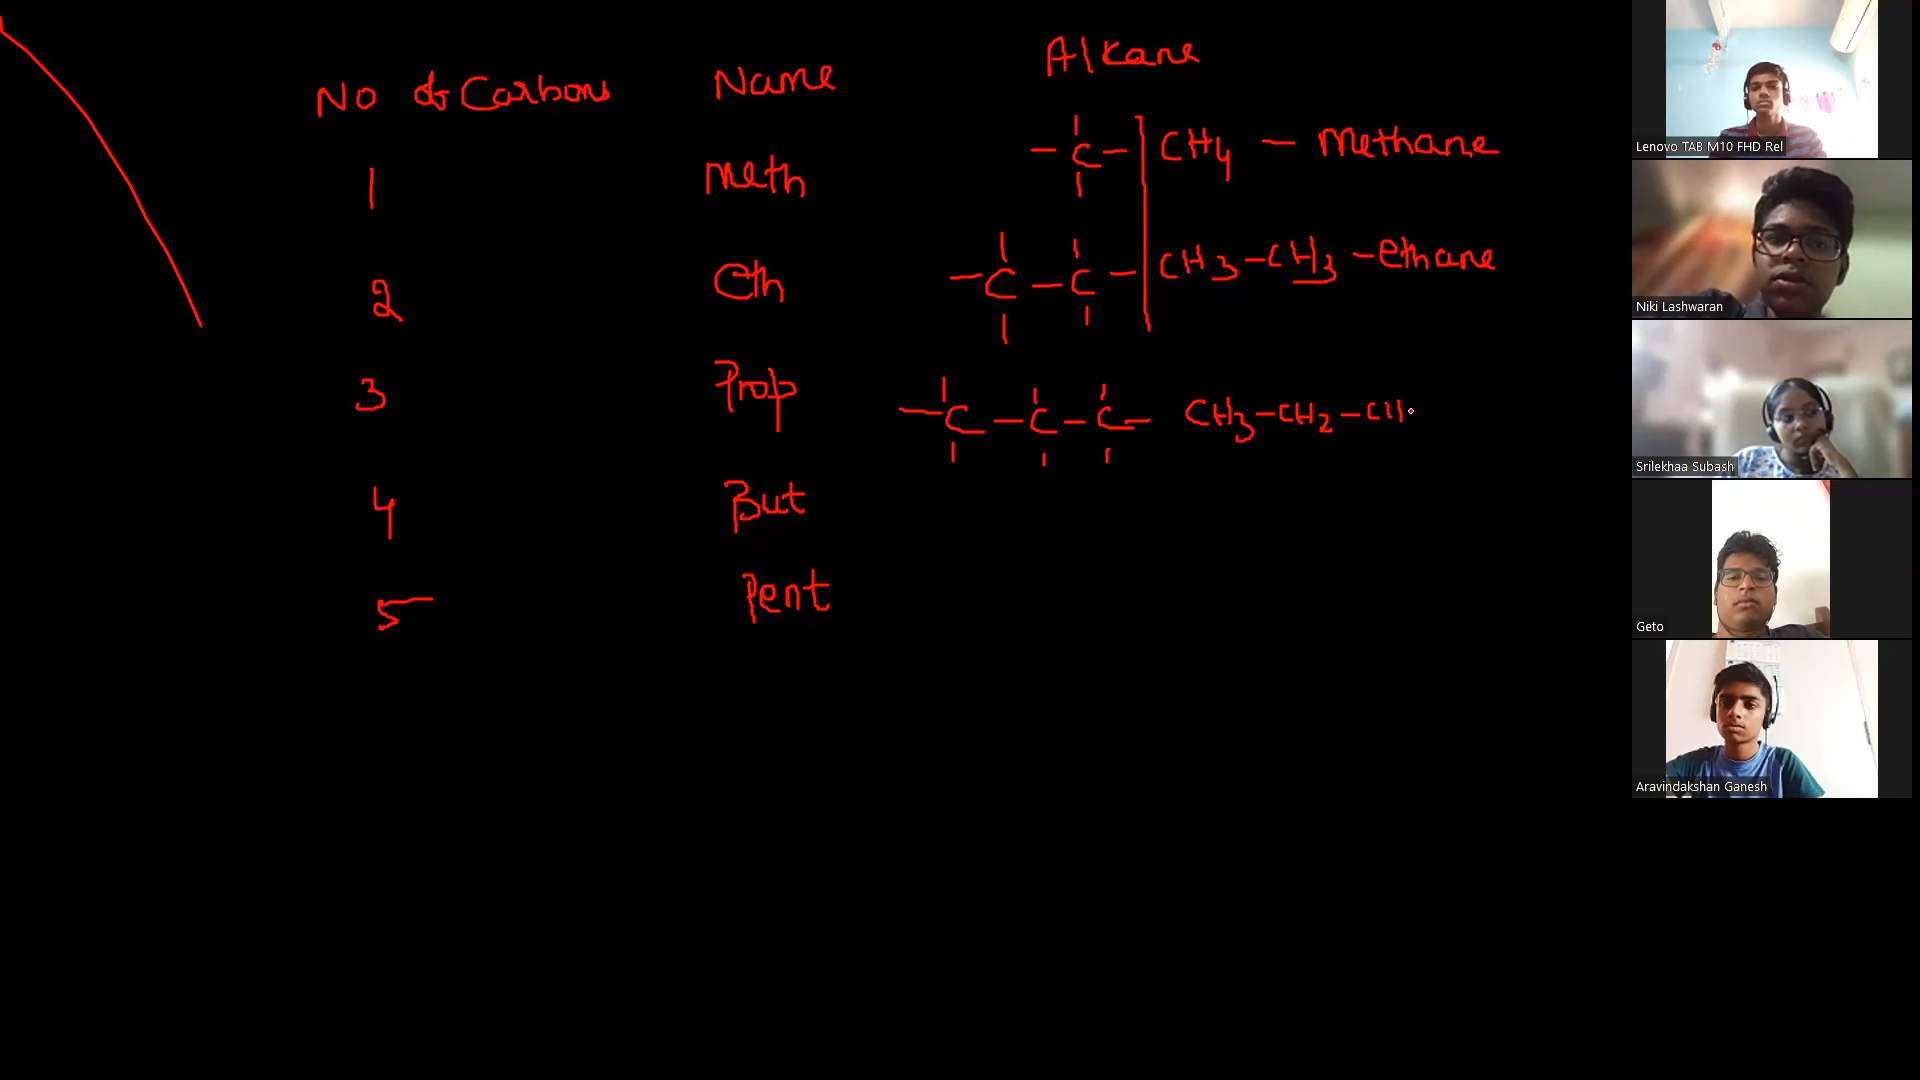 No of Carbons Name Alkane
1 Meth - C - CH4 - Methane
2 Eth - C - C - CH3 - CH3 - ethane
3 Prop - C - C - C - CH3 - CH2 - CH
4 But
5 Pent
Lenovo TAB M10 FHD Rel
Niki Lashwaran
Srilekhaa Subash
Geto
Aravindakshan Ganesh